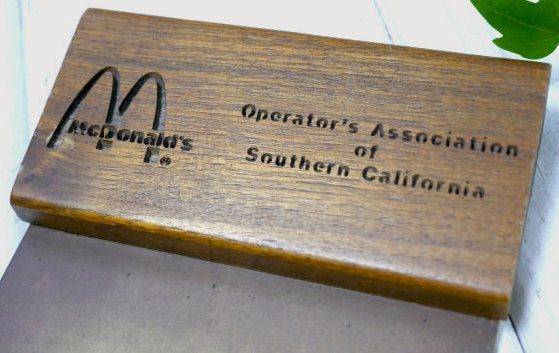 McDonald's®
Operator's Association
of
Southern California